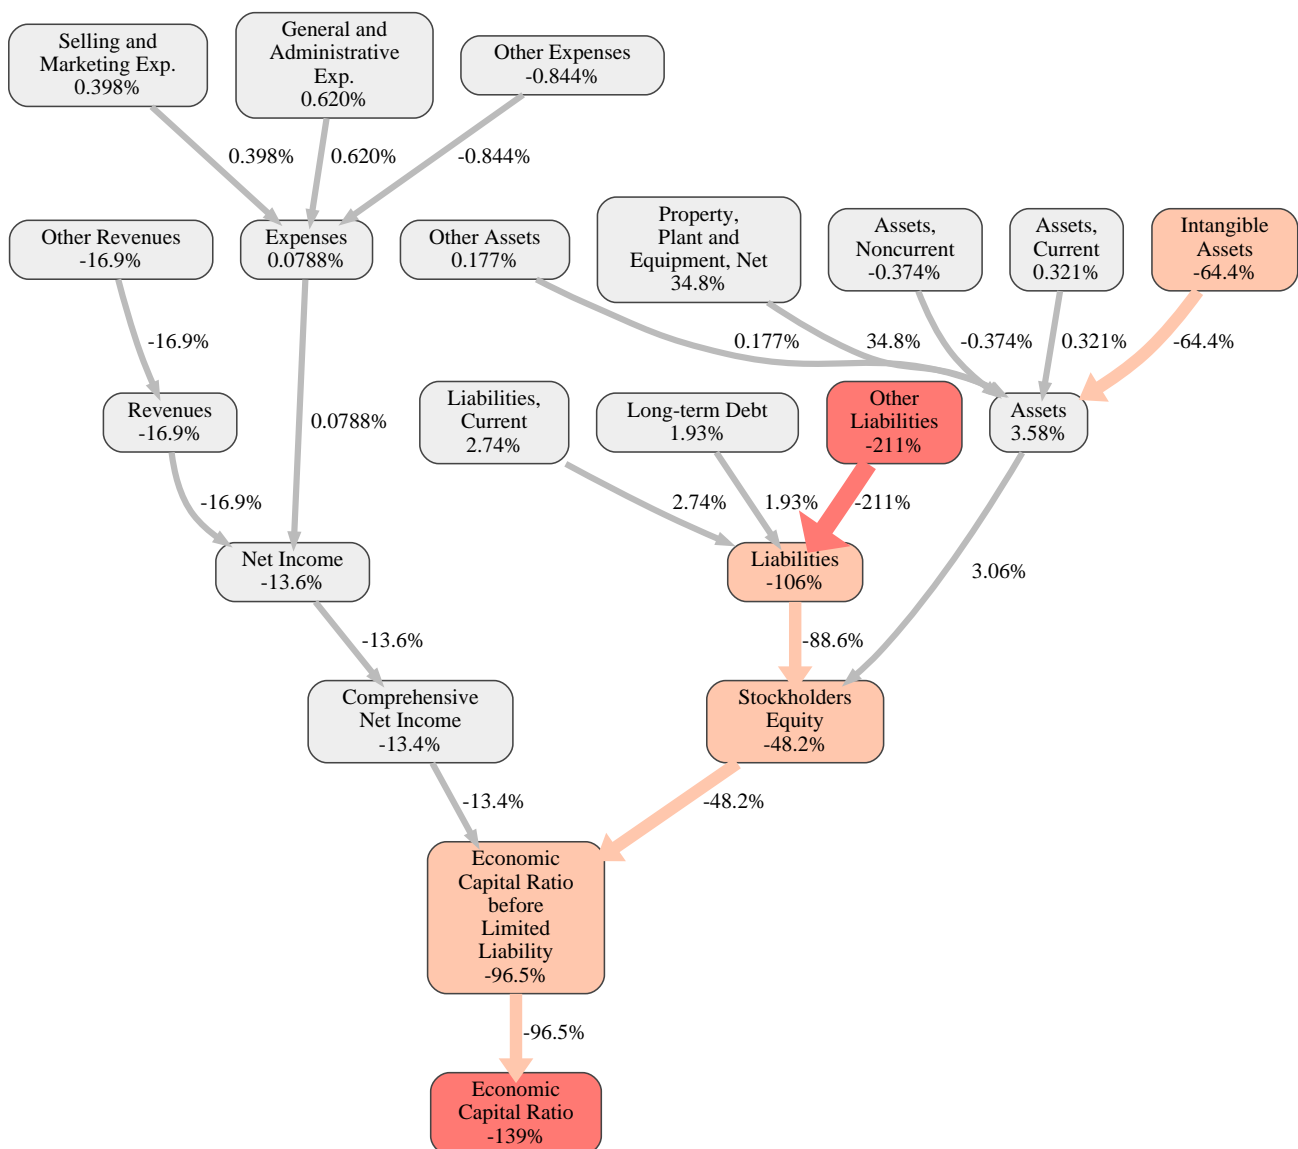 Selling and
Marketing Exp.
0.398%
General and
Administrative
Exp.
0.620%
Other Expenses
-0.844%
0.398%
0.620%
-0.844%
Other Revenues
-16.9%
Expenses
0.0788%
Other Assets
0.177%
Property,
Plant and
Equipment, Net
34.8%
Assets,
Noncurrent
-0.374%
Assets,
Current
0.321%
Intangible
Assets
-64.4%
-16.9%
0.177%
34.8%
-0.374%
0.321%
-64.4%
Revenues
-16.9%
0.0788%
Liabilities,
Current
2.74%
Long-term Debt
1.93%
Other
Liabilities
-211%
Assets
3.58%
-16.9%
2.74%
1.93%
-211%
Net Income
-13.6%
Liabilities
-106%
3.06%
-13.6%
-88.6%
Comprehensive
Net Income
-13.4%
Stockholders
Equity
-48.2%
-13.4%
-48.2%
Economic
Capital Ratio
before
Limited
Liability
-96.5%
-96.5%
Economic
Capital Ratio
-139%